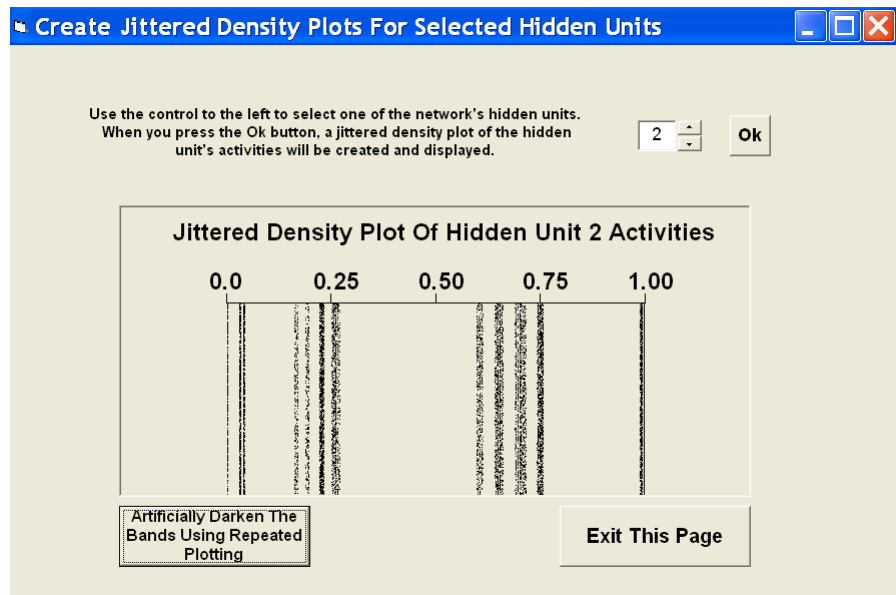 Create Jittered Density Plots For Selected Hidden Units
Use the control to the left to select one of the network's hidden units.
When you press the Ok button, a jittered density plot of the hidden
unit's activities will be created and displayed.
2
Ok
Jittered Density Plot Of Hidden Unit 2 Activities
0.0 0.25 0.50 0.75 1.00
Artificially Darken The
Bands Using Repeated
Plotting
Exit This Page